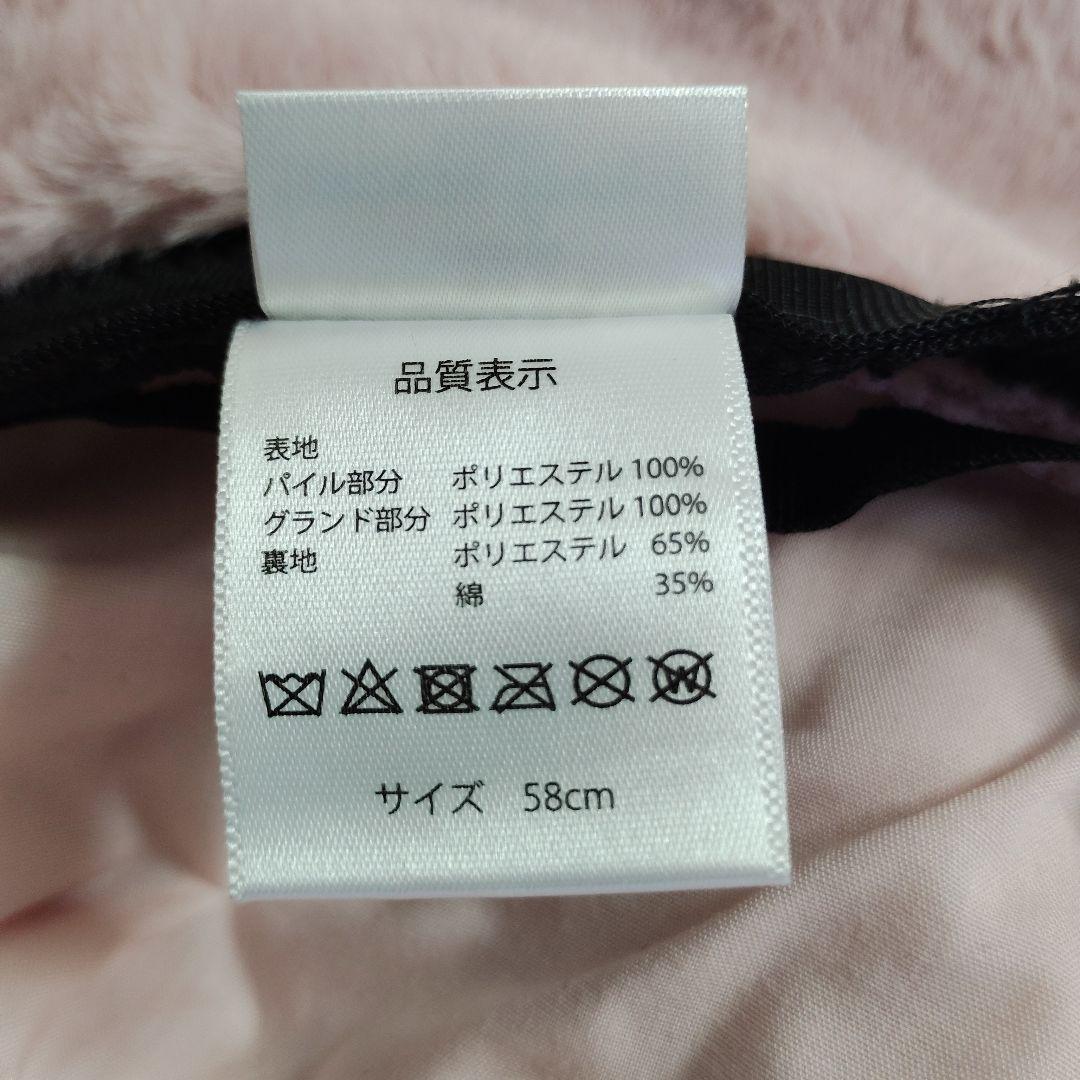 品質表示
表地
パイル部分 ポリエステル 100%
グランド部分 ポリエステル 100%
裏地 ポリエステル 65%
綿 35%
W
サイズ 58cm